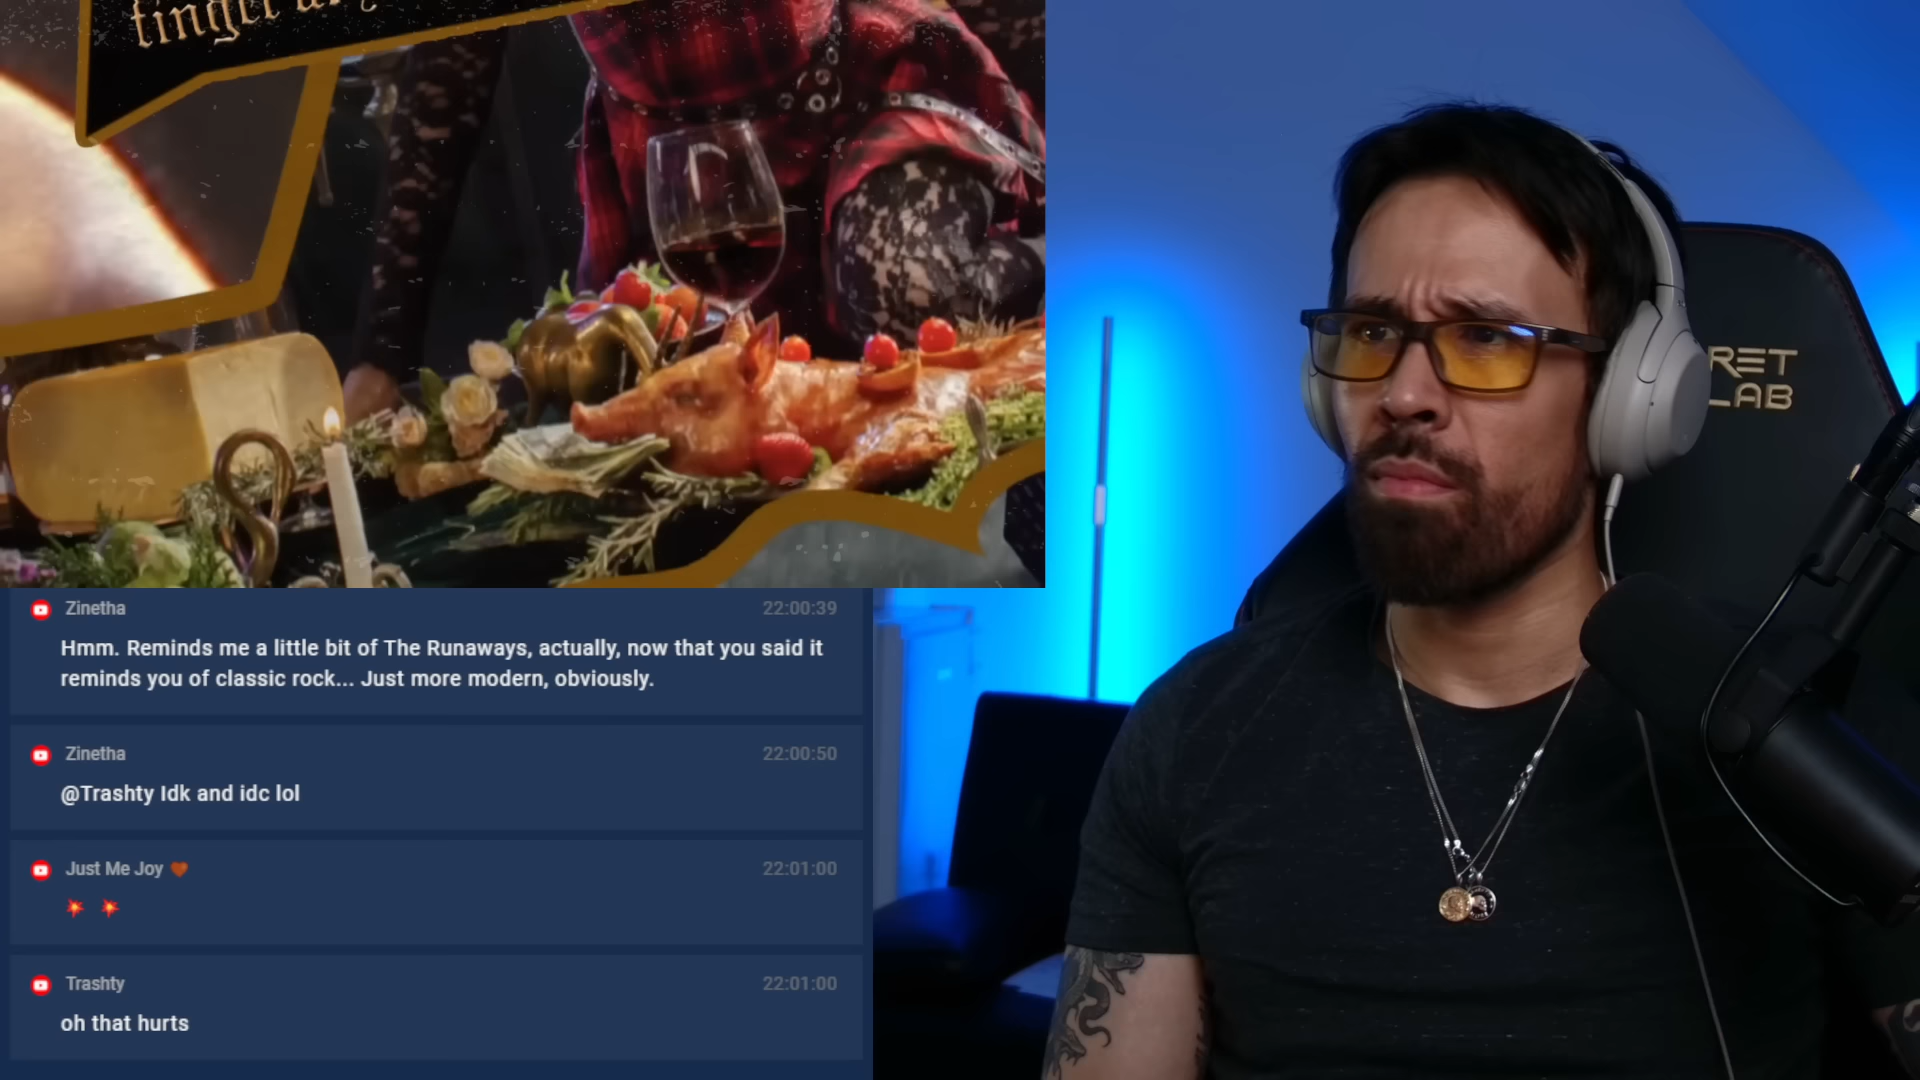 Zinetha 22:00:39
Hmm. Reminds me a little bit of The Runaways, actually, now that you said it
reminds you of classic rock... Just more modern, obviously.
Zinetha 22:00:50
@Trashty Idk and idc lol
Just Me Joy 22:01:00
Trashty 22:01:00
oh that hurts
RET
LAB